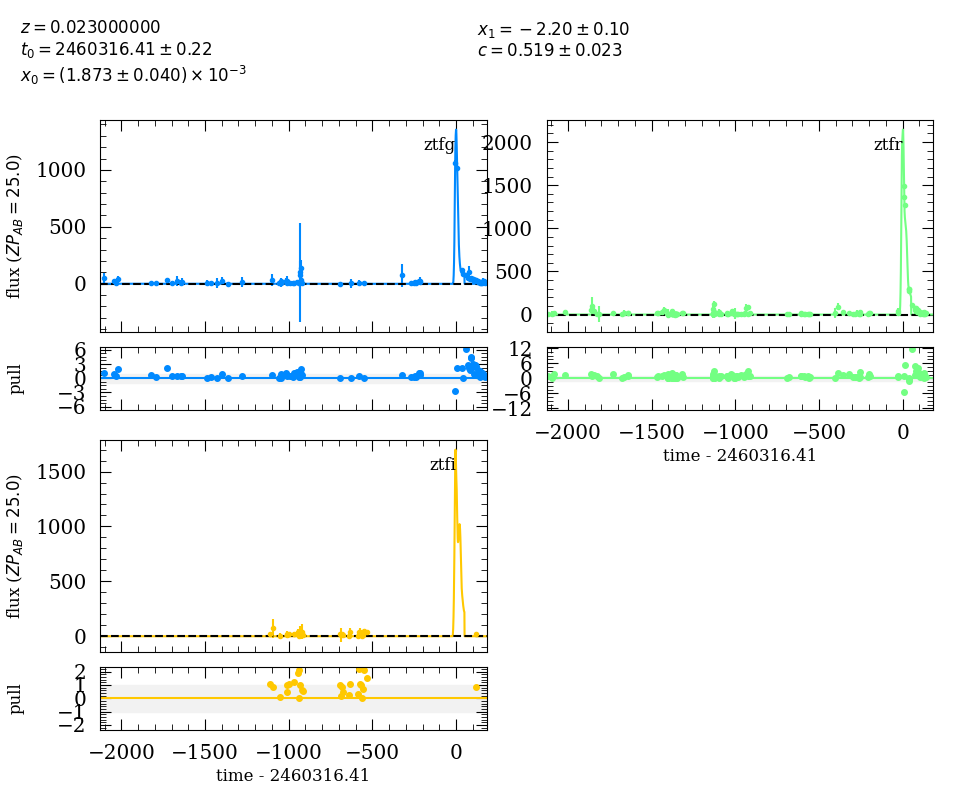 z = 0.023000000
t₀ = 2460316.41 ± 0.22
x₀ = (1.873 ± 0.040) × 10⁻³
x₁ = −2.20 ± 0.10
c = 0.519 ± 0.023
ztfg
1000
500
0
flux (ZP_AB = 25.0)
6
3
0
−3
−6
pull
ztfr
2000
1500
1000
500
0
12
6
0
−6
−12
−2000 −1500 −1000 −500 0
time - 2460316.41
ztfi
1500
1000
500
0
flux (ZP_AB = 25.0)
2
1
0
−1
−2
pull
−2000 −1500 −1000 −500 0
time - 2460316.41